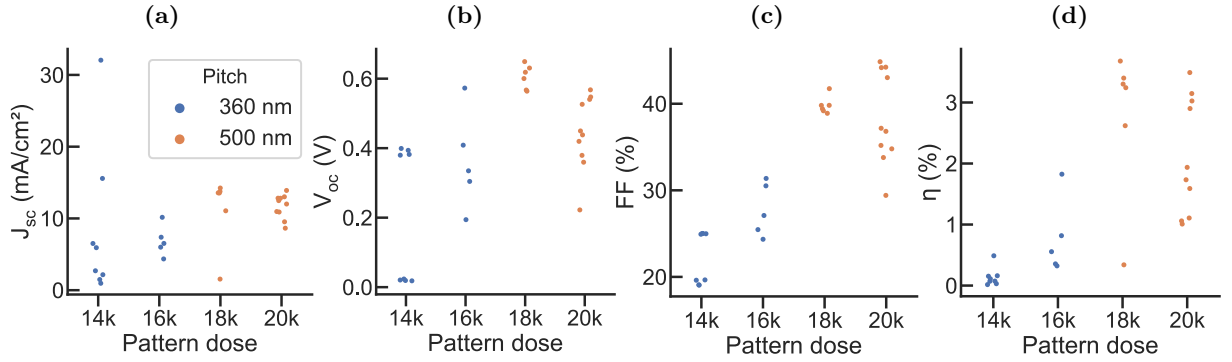 (a)
(b)
(c)
(d)
J_sc (mA/cm²)
30
20
10
0
14k 16k 18k 20k
Pattern dose
Pitch
360 nm
500 nm
V_oc (V)
0.6
0.4
0.2
0.0
14k 16k 18k 20k
Pattern dose
FF (%)
40
30
20
14k 16k 18k 20k
Pattern dose
η (%)
3
2
1
0
14k 16k 18k 20k
Pattern dose